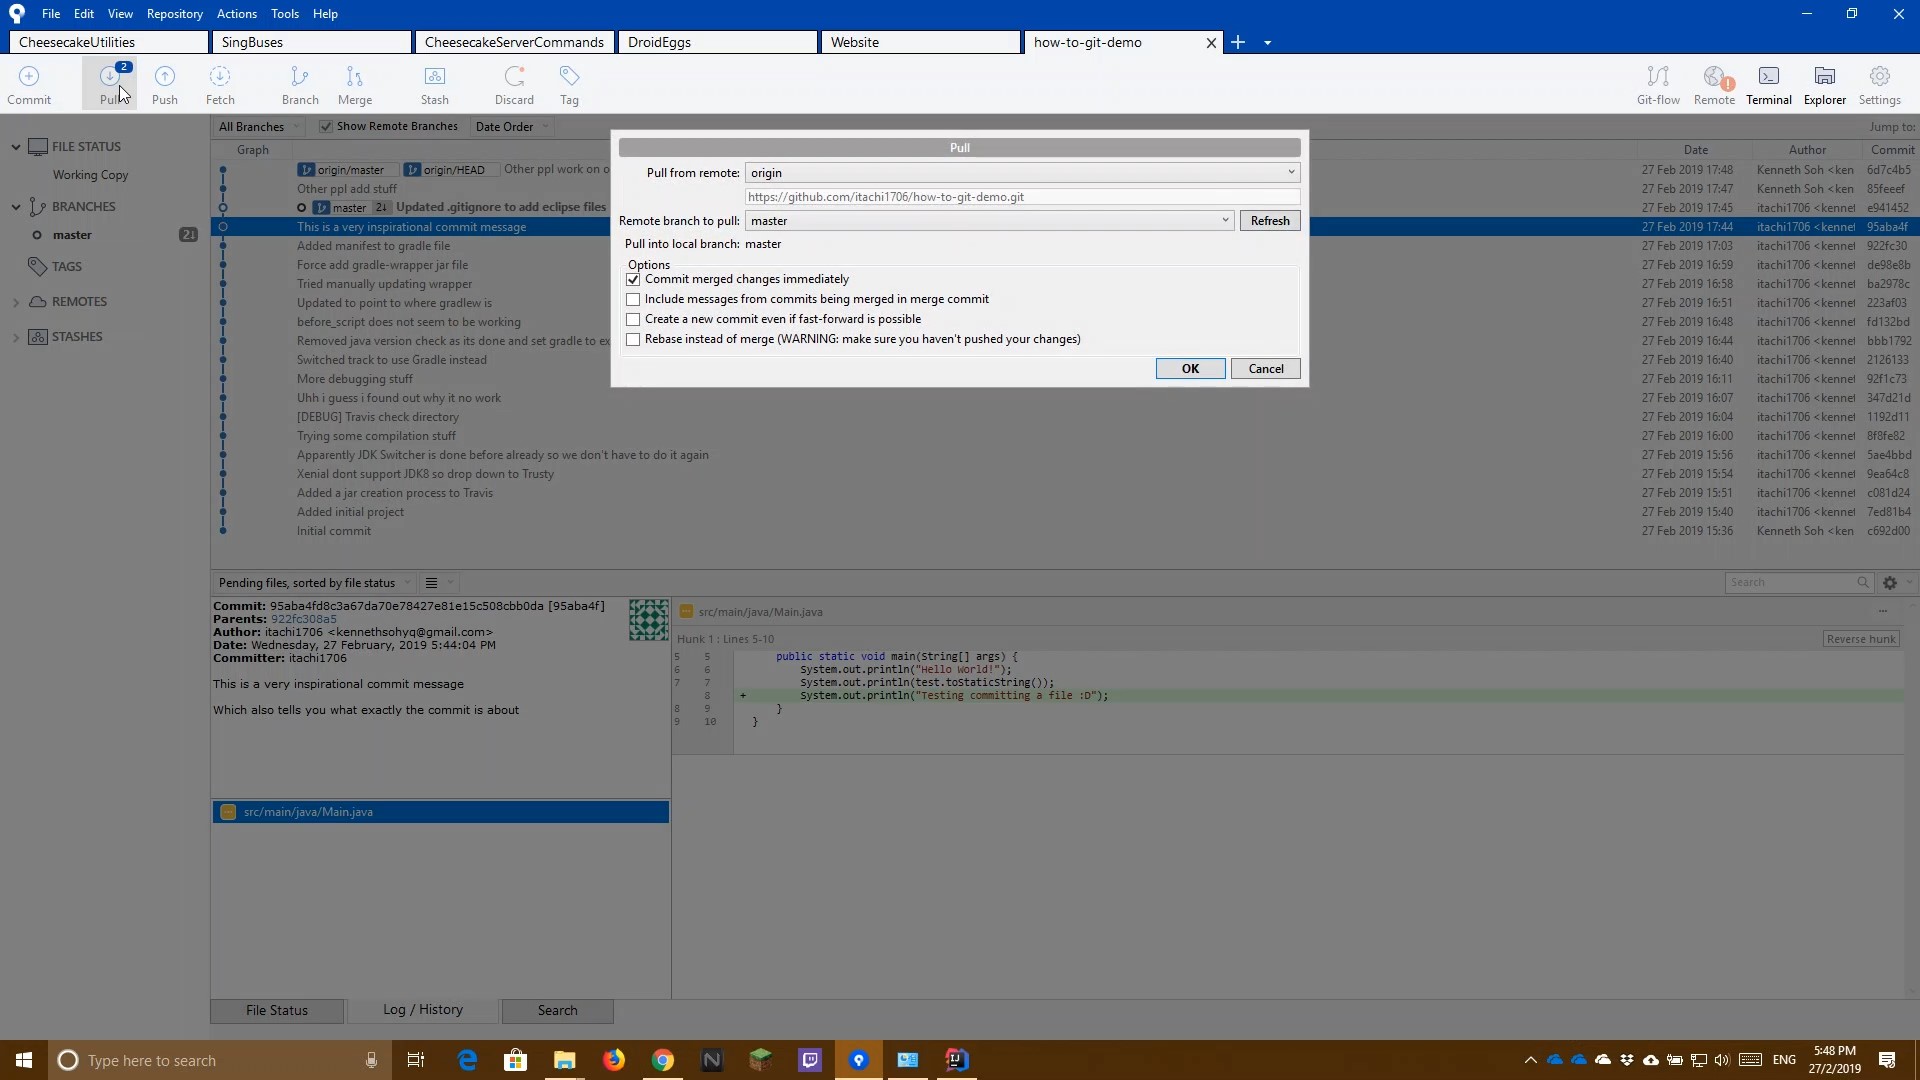 File Edit View Repository Actions Tools Help
CheesecakeUtilities SingBuses CheesecakeServerCommands DroidEggs Website how-to-git-demo
2
Commit Pull Push Fetch Branch Merge Stash Discard Tag Git-flow Remote Terminal Explorer Settings
All Branches Show Remote Branches Date Order Jump to:
Graph Date Author Commit
FILE STATUS
Working Copy
BRANCHES
master 2↓
TAGS
REMOTES
STASHES
origin/master origin/HEAD Other ppl work on o 27 Feb 2019 17:48 Kenneth Soh <ken 6d7c4b5
Other ppl add stuff 27 Feb 2019 17:47 Kenneth Soh <ken 85feeef
master 2↓ Updated .gitignore to add eclipse files 27 Feb 2019 17:45 itachi1706 <kennet e941452
This is a very inspirational commit message 27 Feb 2019 17:44 itachi1706 <kennet 95aba4f
Added manifest to gradle file 27 Feb 2019 17:03 itachi1706 <kennet 922fc30
Force add gradle-wrapper jar file 27 Feb 2019 16:59 itachi1706 <kennet de98e8b
Tried manually updating wrapper 27 Feb 2019 16:58 itachi1706 <kennet ba2978c
Updated to point to where gradlew is 27 Feb 2019 16:51 itachi1706 <kennet 223af03
before_script does not seem to be working 27 Feb 2019 16:48 itachi1706 <kennet fd132bd
Removed java version check as its done and set gradle to ex 27 Feb 2019 16:44 itachi1706 <kennet bbb1792
Switched track to use Gradle instead 27 Feb 2019 16:40 itachi1706 <kennet 2126133
More debugging stuff 27 Feb 2019 16:11 itachi1706 <kennet 92f1c73
Uhh i guess i found out why it no work 27 Feb 2019 16:07 itachi1706 <kennet 347d21d
[DEBUG] Travis check directory 27 Feb 2019 16:04 itachi1706 <kennet 1192d11
Trying some compilation stuff 27 Feb 2019 16:00 itachi1706 <kennet 8f8fe82
Apparently JDK Switcher is done before already so we don't have to do it again 27 Feb 2019 15:56 itachi1706 <kennet 5ae4bbd
Xenial dont support JDK8 so drop down to Trusty 27 Feb 2019 15:54 itachi1706 <kennet 9ea64c8
Added a jar creation process to Travis 27 Feb 2019 15:51 itachi1706 <kennet c081d24
Added initial project 27 Feb 2019 15:40 itachi1706 <kennet 7ed81b4
Initial commit 27 Feb 2019 15:36 Kenneth Soh <ken c692d00
Pull
Pull from remote: origin
https://github.com/itachi1706/how-to-git-demo.git
Remote branch to pull: master Refresh
Pull into local branch: master
Options
Commit merged changes immediately
Include messages from commits being merged in merge commit
Create a new commit even if fast-forward is possible
Rebase instead of merge (WARNING: make sure you haven't pushed your changes)
OK Cancel
Pending files, sorted by file status Search
Commit: 95aba4fd8c3a67da70e78427e81e15c508cbb0da [95aba4f]
Parents: 922fc308a5
Author: itachi1706 <kennethsohyq@gmail.com>
Date: Wednesday, 27 February, 2019 5:44:04 PM
Committer: itachi1706
This is a very inspirational commit message
Which also tells you what exactly the commit is about
src/main/java/Main.java
src/main/java/Main.java ...
Hunk 1 : Lines 5-10 Reverse hunk
5 5 public static void main(String[] args) {
6 6 System.out.println("Hello World!");
7 7 System.out.println(test.toStaticString());
8 + System.out.println("Testing committing a file :D");
8 9 }
9 10 }
File Status Log / History Search
Type here to search
ENG
5:48 PM
27/2/2019